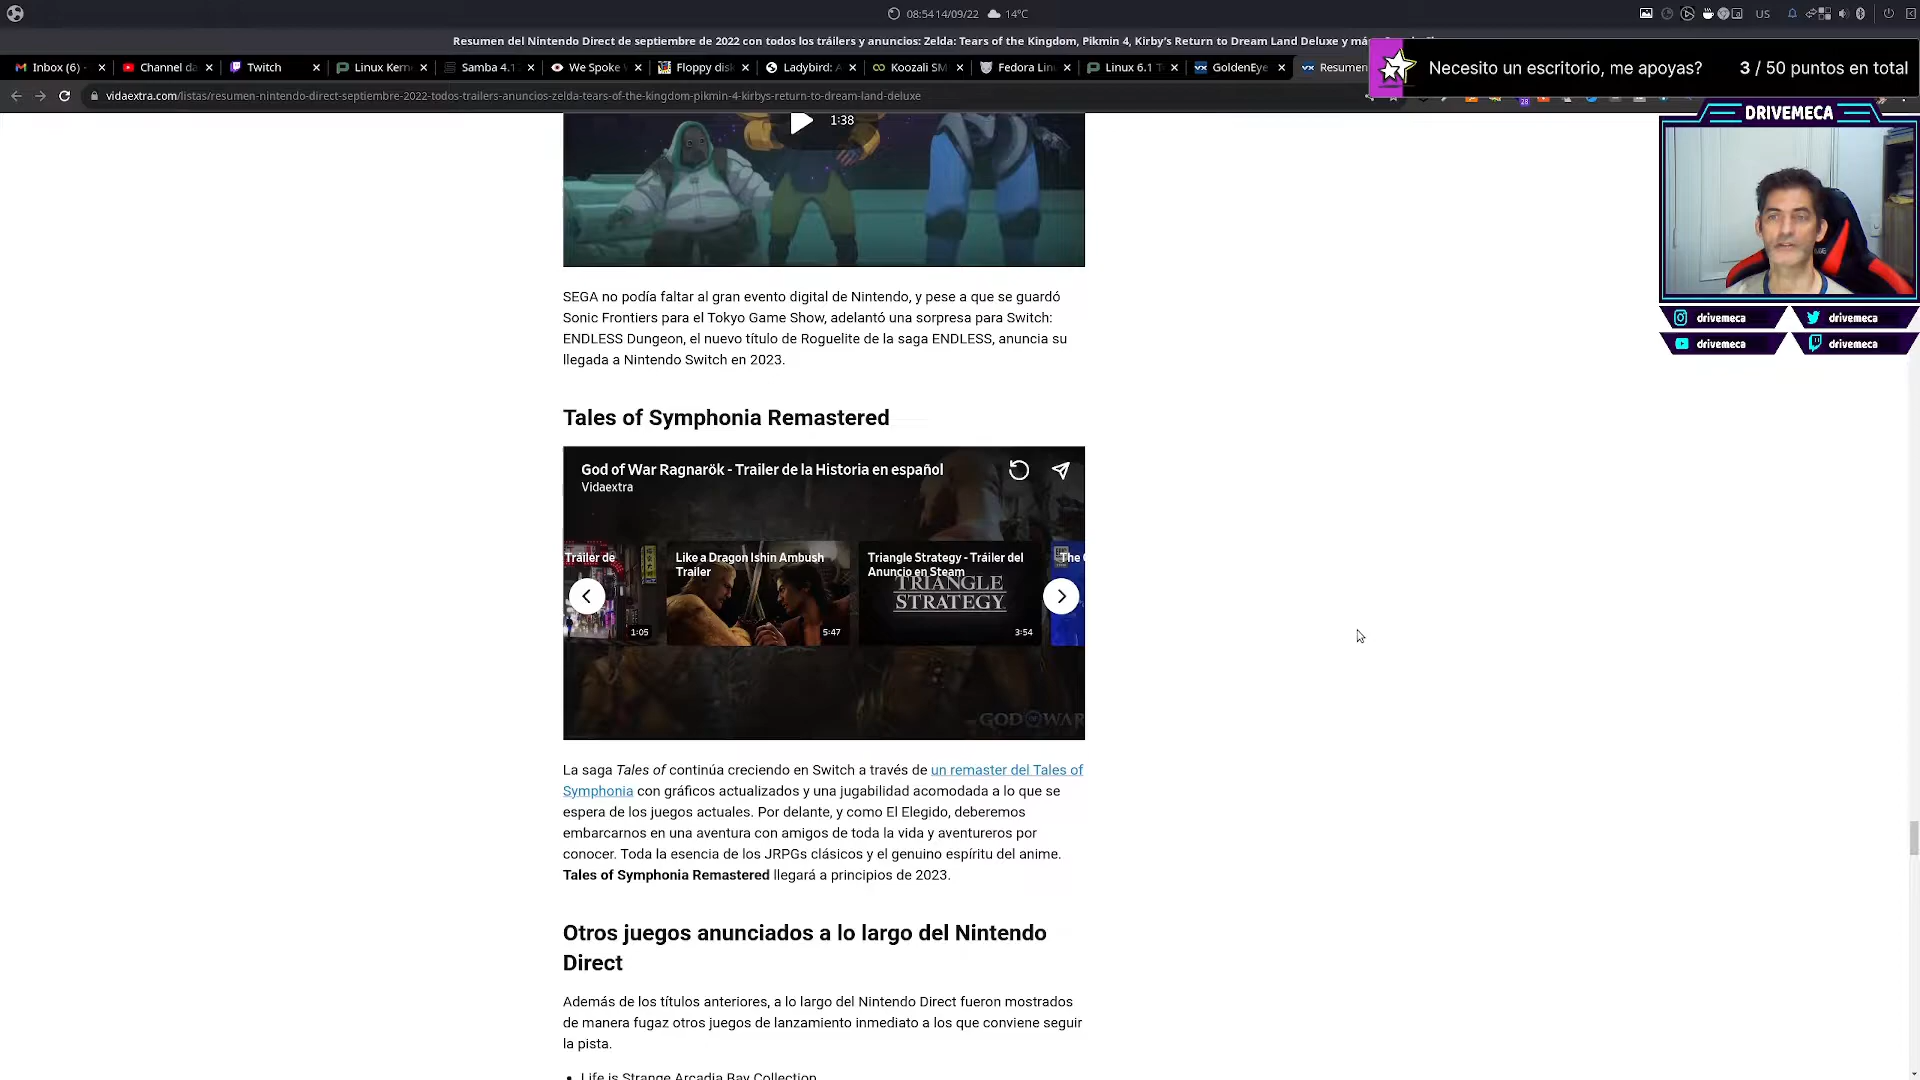 08:54 14/09/22 14°C
US
Resumen del Nintendo Direct de septiembre de 2022 con todos los tráilers y anuncios: Zelda: Tears of the Kingdom, Pikmin 4, Kirby's Return to Dream Land Deluxe y más
Inbox (6)
Channel da
Twitch
Linux Kern
Samba 4.1
We Spoke
Floppy disk
Ladybird: A
Koozali SM
Fedora Lin
Linux 6.1 T
GoldenEye
Resumen
Necesito un escritorio, me apoyas?
3 / 50 puntos en total
vidaextra.com/listas/resumen-nintendo-direct-septiembre-2022-todos-trailers-anuncios-zelda-tears-of-the-kingdom-pikmin-4-kirbys-return-to-dream-land-deluxe
28
DRIVEMECA
drivemeca
drivemeca
drivemeca
drivemeca
1:38
SEGA no podía faltar al gran evento digital de Nintendo, y pese a que se guardó
Sonic Frontiers para el Tokyo Game Show, adelantó una sorpresa para Switch:
ENDLESS Dungeon, el nuevo título de Roguelite de la saga ENDLESS, anuncia su
llegada a Nintendo Switch en 2023.
Tales of Symphonia Remastered
God of War Ragnarök - Trailer de la Historia en español
Vidaextra
Tráiler de
1:05
Like a Dragon Ishin Ambush
Trailer
5:47
Triangle Strategy - Tráiler del
Anuncio en Steam
TRIANGLE
STRATEGY
3:54
The
GOD OF WAR
La saga Tales of continúa creciendo en Switch a través de un remaster del Tales of
Symphonia con gráficos actualizados y una jugabilidad acomodada a lo que se
espera de los juegos actuales. Por delante, y como El Elegido, deberemos
embarcarnos en una aventura con amigos de toda la vida y aventureros por
conocer. Toda la esencia de los JRPGs clásicos y el genuino espíritu del anime.
Tales of Symphonia Remastered llegará a principios de 2023.
Otros juegos anunciados a lo largo del Nintendo
Direct
Además de los títulos anteriores, a lo largo del Nintendo Direct fueron mostrados
de manera fugaz otros juegos de lanzamiento inmediato a los que conviene seguir
la pista.
• Life is Strange Arcadia Bay Collection